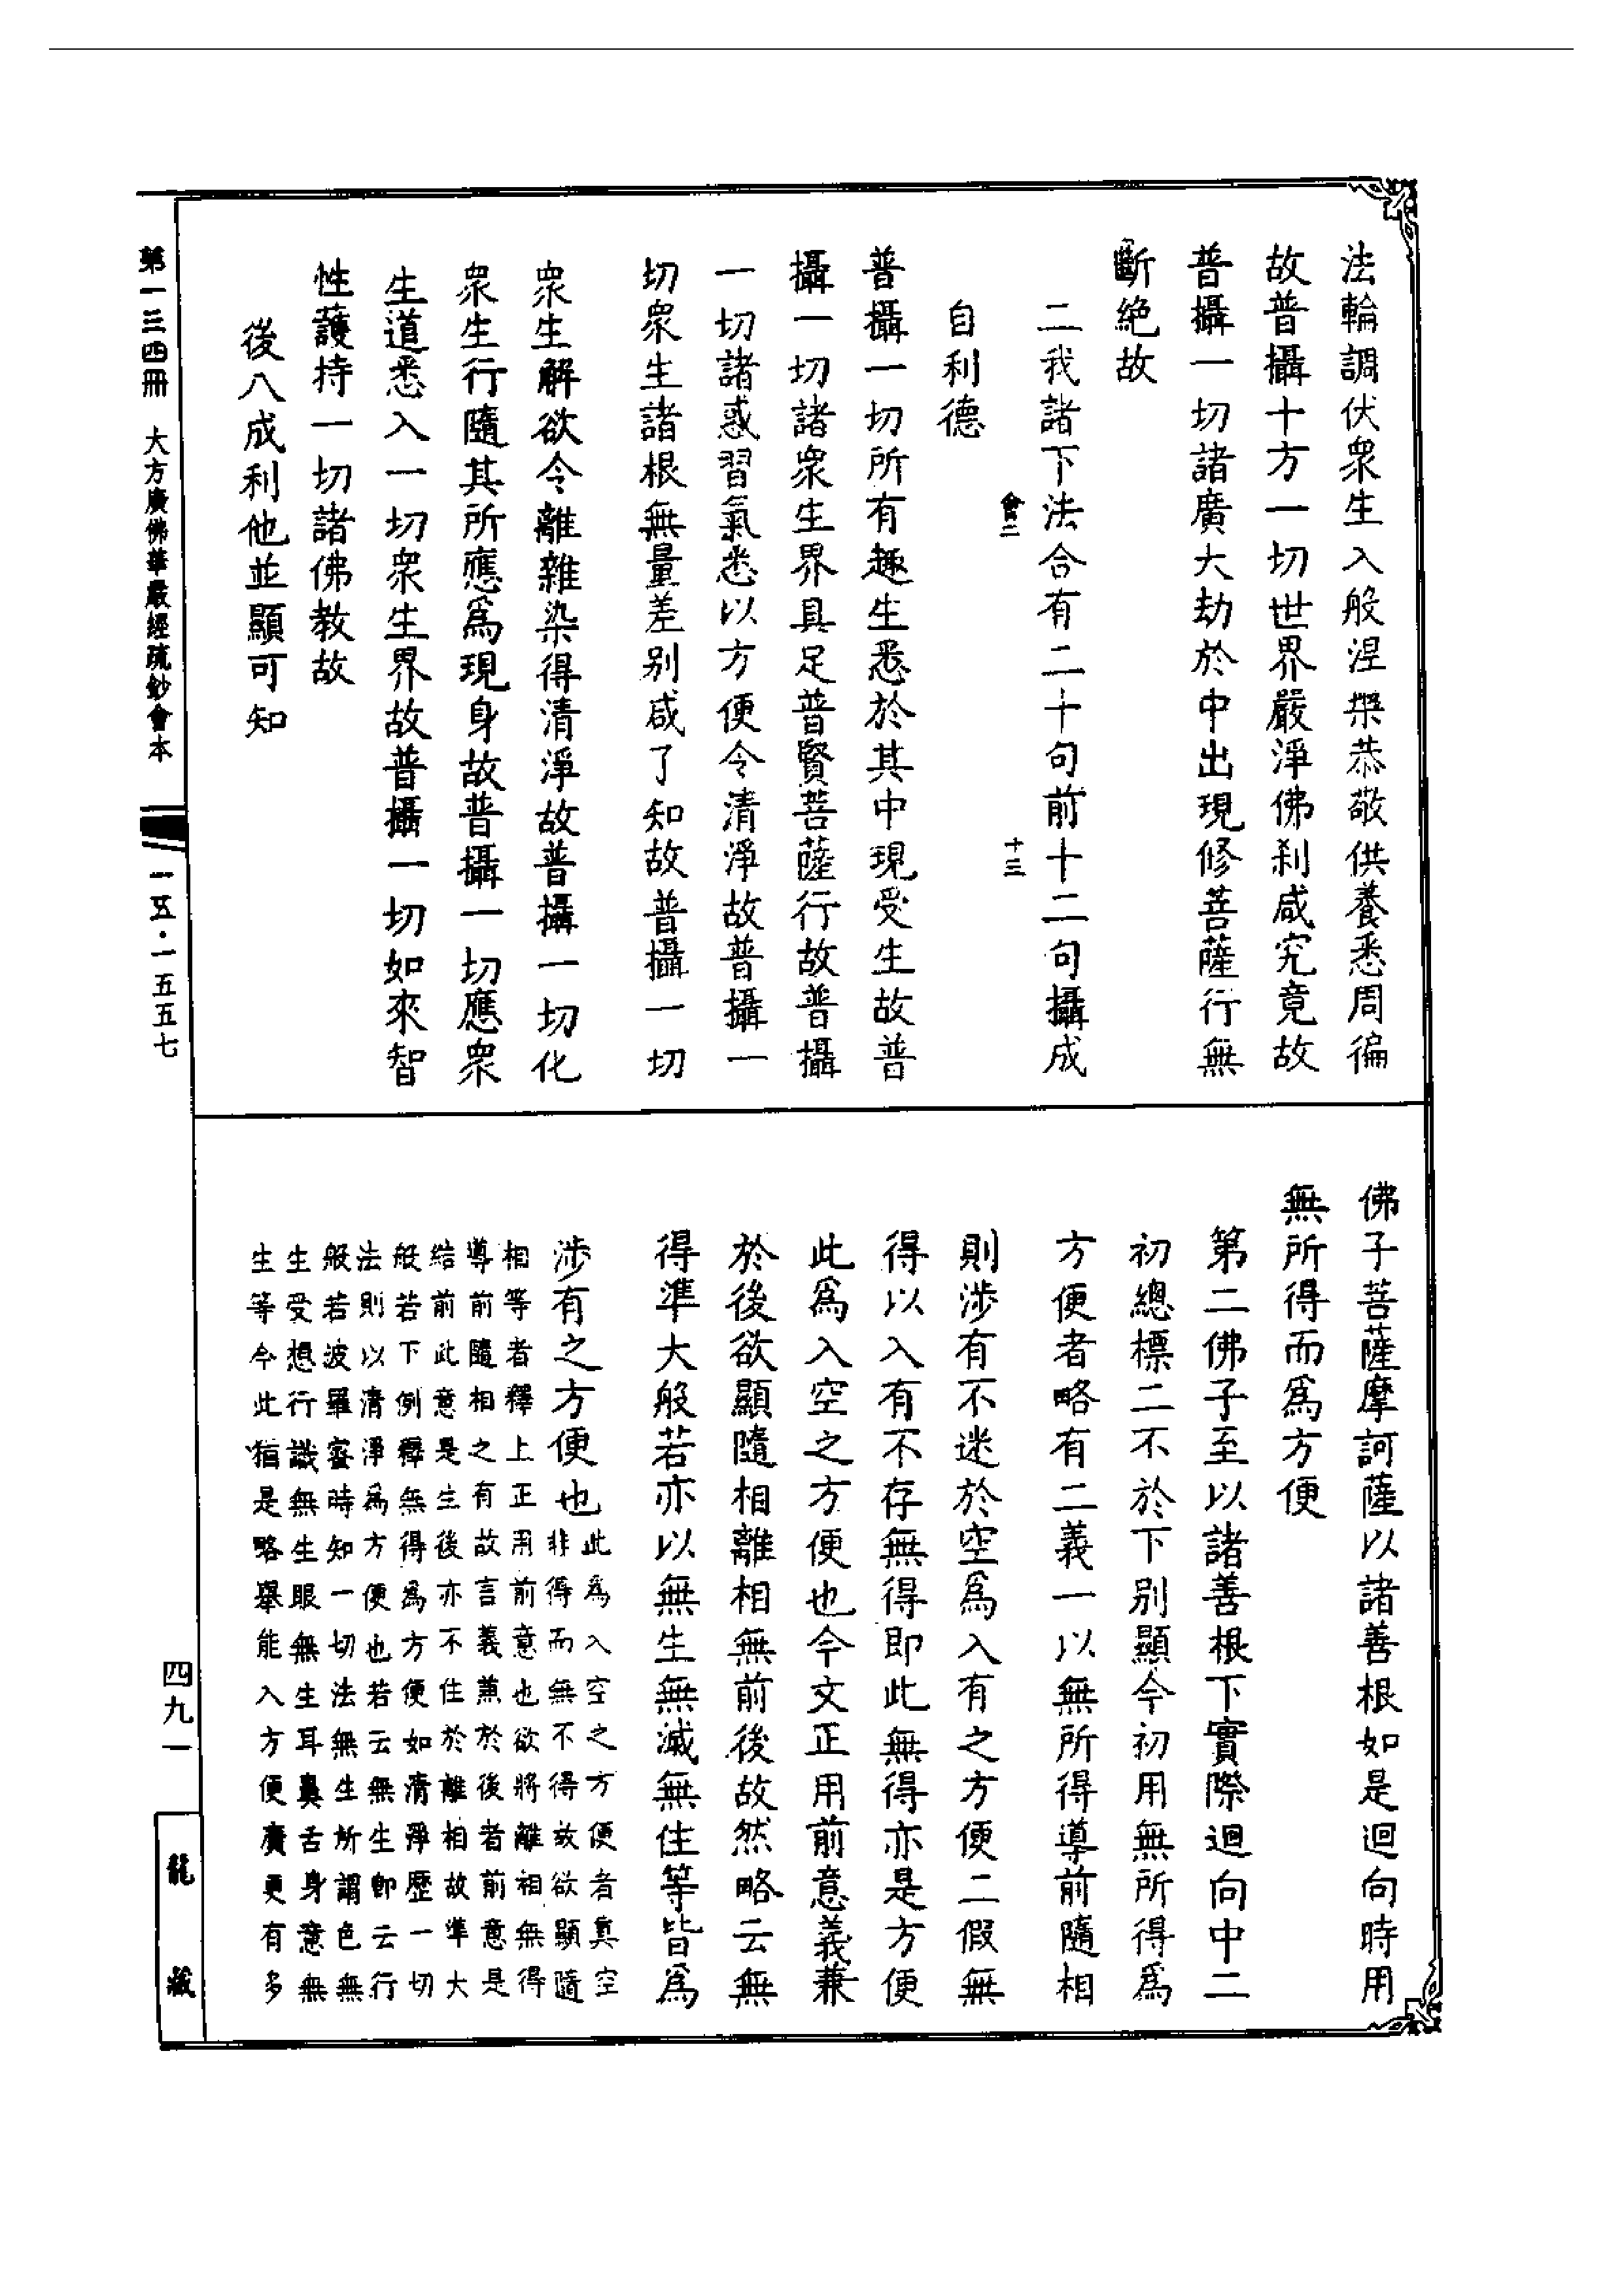 法輪調伏衆生入般涅槃恭敬供養悉周徧
故普攝十方一切世界嚴淨佛刹咸究竟故
普攝一切諸廣大劫於中出現修菩薩行無
斷絶故
二我諸下法合有二十句前十二句攝成
會二 十三
自利德
普攝一切所有趣生悉於其中現受生故普
攝一切諸衆生界具足普賢菩薩行故普攝
一切諸惑習氣悉以方便令清淨故普攝一
切衆生諸根無量差别咸了知故普攝一切
衆生解欲令離雜染得清淨故普攝一切化
衆生行隨其所應爲現身故普攝一切應衆
生道悉入一切衆生界故普攝一切如來智
性護持一切諸佛教故
後八成利他並顯可知
佛子菩薩摩訶薩以諸善根如是迴向時用
無所得而爲方便
第二佛子至以諸善根下實際迴向中二
初總標二不於下别顯今初用無所得爲
方便者略有二義一以無所得導前隨相
則涉有不迷於空爲入有之方便二假無
得以入有不存無得即此無得亦是方便
此爲入空之方便也今文正用前意義兼
於後欲顯隨相離相無前後故然略云無
得準大般若亦以無生無滅無住等皆爲
涉有之方便也此爲入空之方便者真空
非得而無不得故欲顯隨
相等者釋上正用前意也欲將離相無得
導前隨相之有故言義兼於後者前意是
結前此意是生後亦不住於離相故準大
般若下例釋無得爲方便如清淨歷一切
法則以清淨爲方便也若云無生即云行
般若波羅蜜時知一切法無生所謂色無
生受想行識無生眼無生耳鼻舌身意無
生等今此猶是略舉能入方便廣更有多
第一三四冊 大方廣佛華嚴經疏鈔會本
一五·一五五七
四九一
龍藏